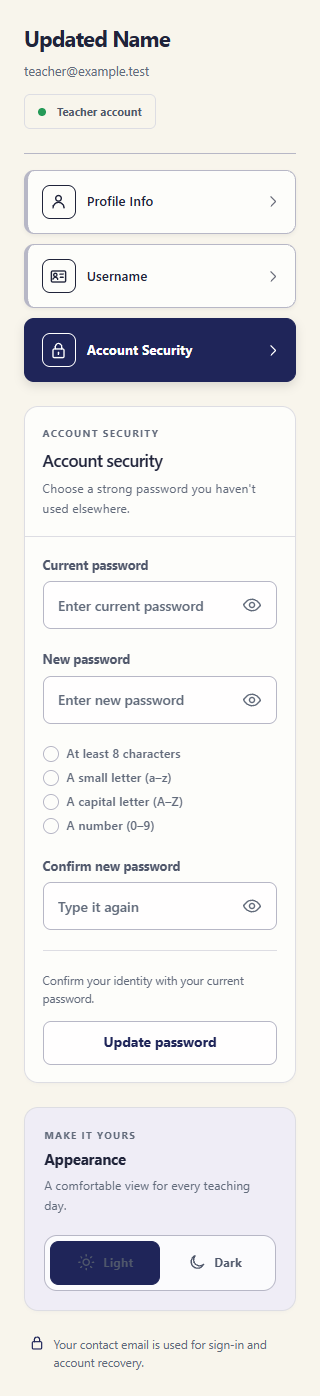 Updated Name
teacher@example.test
Teacher account
Profile Info
Username
Account Security
ACCOUNT SECURITY
Account security
Choose a strong password you haven't
used elsewhere.
Current password
Enter current password
New password
Enter new password
At least 8 characters
A small letter (a–z)
A capital letter (A–Z)
A number (0–9)
Confirm new password
Type it again
Confirm your identity with your current
password.
Update password
MAKE IT YOURS
Appearance
A comfortable view for every teaching
day.
Light
Dark
Your contact email is used for sign-in and
account recovery.